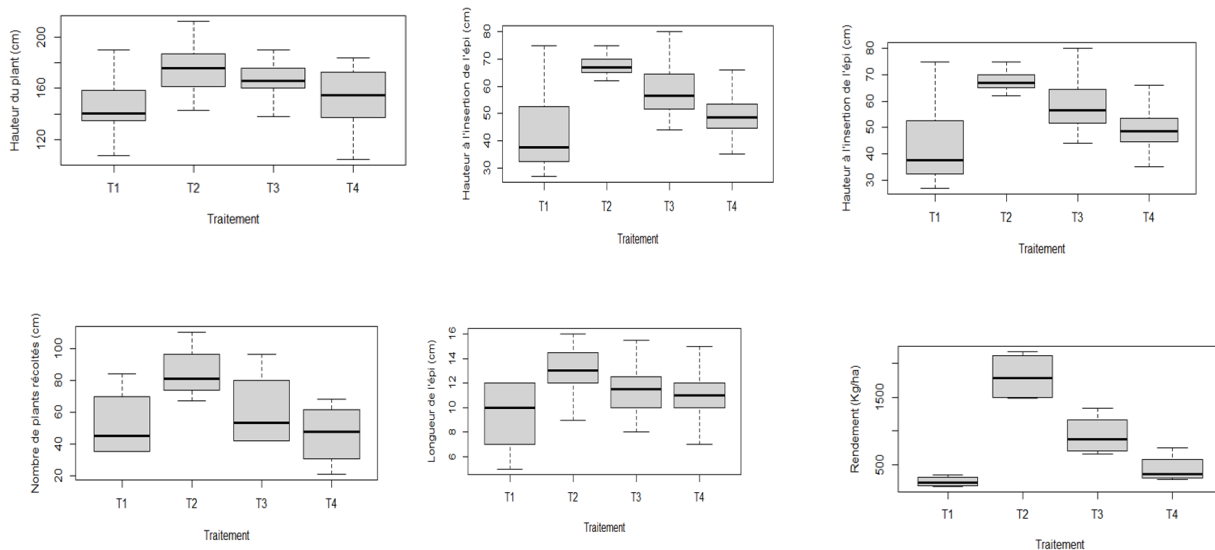 Hauteur du plant (cm)
120
160
200
T1 T2 T3 T4
Traitement
Hauteur à l'insertion de l'épi (cm)
30 40 50 60 70 80
T1 T2 T3 T4
Traitement
Hauteur à l'insertion de l'épi (cm)
30 40 50 60 70 80
T1 T2 T3 T4
Traitement
Nombre de plants récoltés (cm)
20 40 60 80 100
T1 T2 T3 T4
Traitement
Longueur de l'épi (cm)
6 8 10 12 14 16
T1 T2 T3 T4
Traitement
Rendement (Kg/ha)
500 1500
T1 T2 T3 T4
Traitement